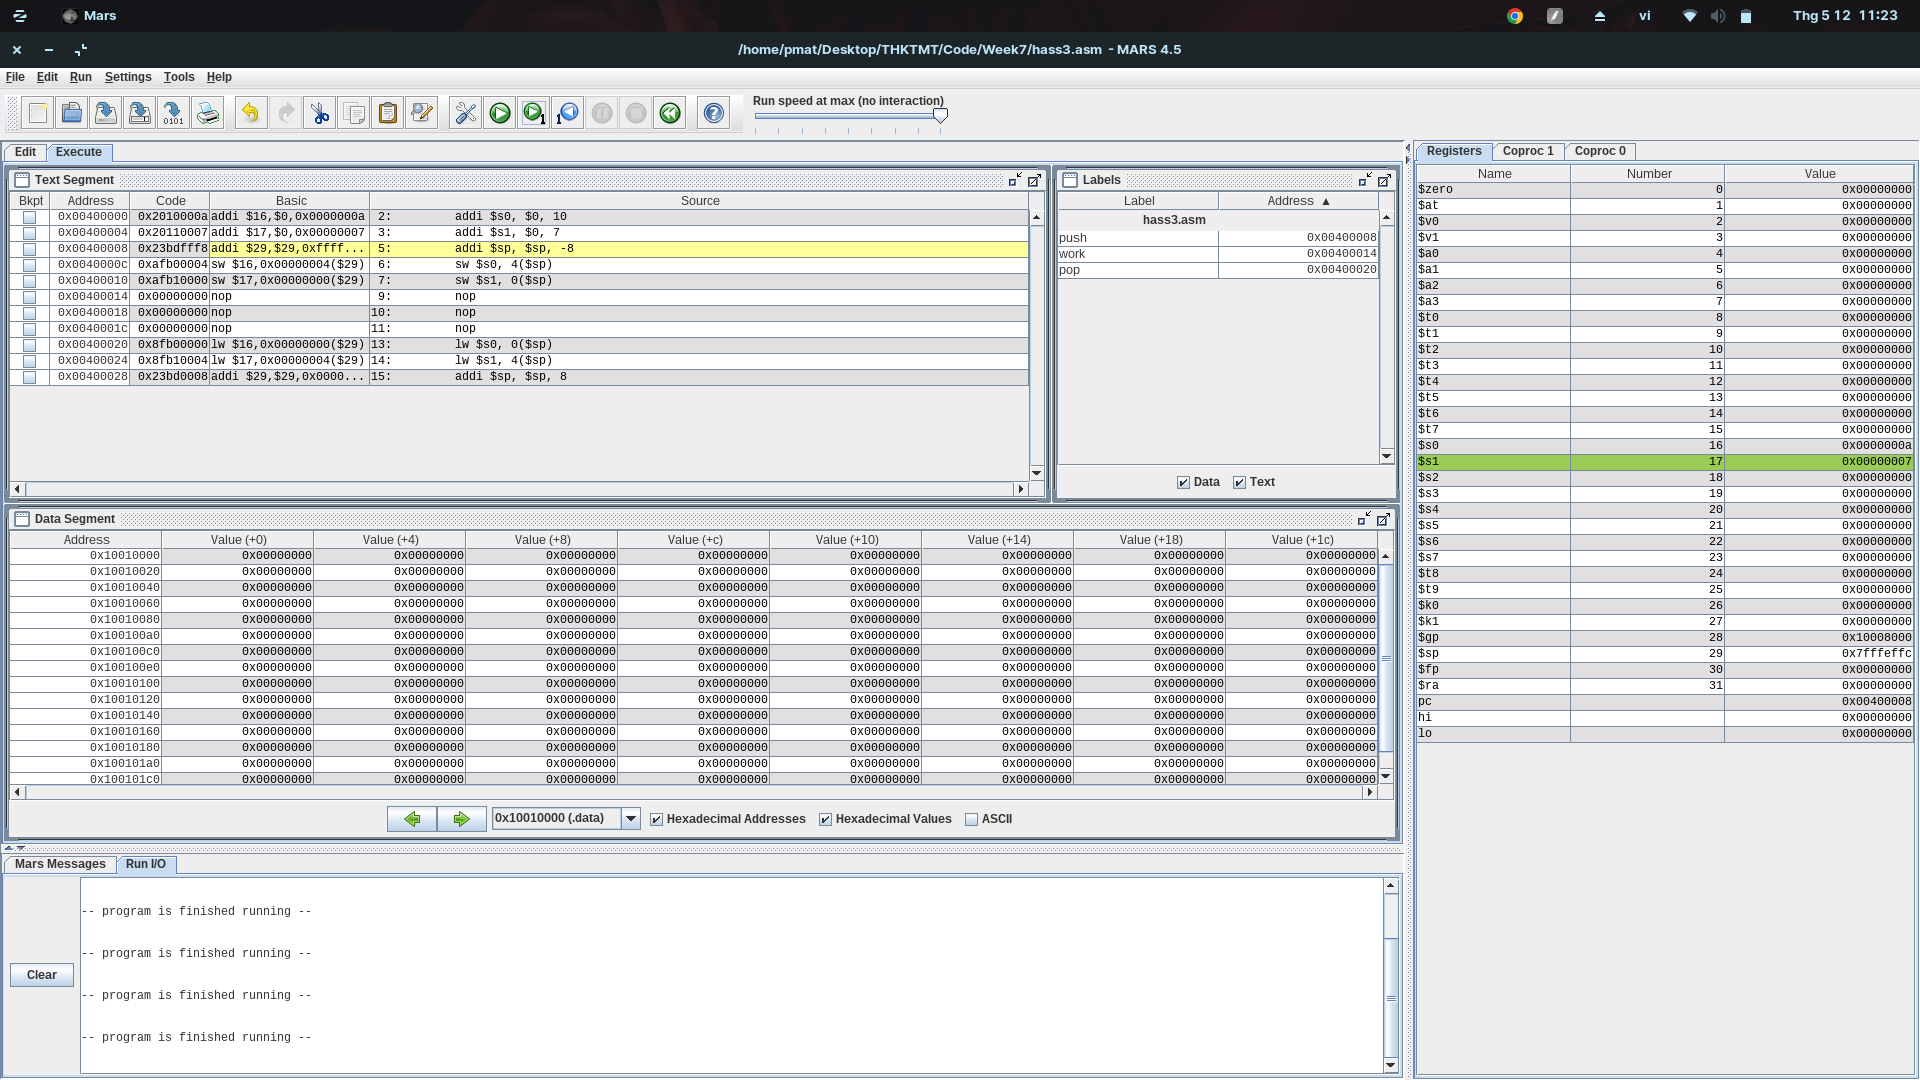 Mars
vi
Thg 5 12 11:23
/home/pmat/Desktop/THKTMT/Code/Week7/hass3.asm - MARS 4.5
File Edit Run Settings Tools Help
Run speed at max (no interaction)
Edit Execute
Text Segment
Bkpt Address Code Basic Source
0x00400000 0x2010000a addi $16,$0,0x0000000a 2: addi $s0, $0, 10
0x00400004 0x20110007 addi $17,$0,0x00000007 3: addi $s1, $0, 7
0x00400008 0x23bdfff8 addi $29,$29,0xffff... 5: addi $sp, $sp, -8
0x0040000c 0xafb00004 sw $16,0x00000004($29) 6: sw $s0, 4($sp)
0x00400010 0xafb10000 sw $17,0x00000000($29) 7: sw $s1, 0($sp)
0x00400014 0x00000000 nop 9: nop
0x00400018 0x00000000 nop 10: nop
0x0040001c 0x00000000 nop 11: nop
0x00400020 0x8fb00000 lw $16,0x00000000($29) 13: lw $s0, 0($sp)
0x00400024 0x8fb10004 lw $17,0x00000004($29) 14: lw $s1, 4($sp)
0x00400028 0x23bd0008 addi $29,$29,0x0000... 15: addi $sp, $sp, 8
Labels
Label Address ▲
hass3.asm
push 0x00400008
work 0x00400014
pop 0x00400020
Data Text
Data Segment
Address Value (+0) Value (+4) Value (+8) Value (+c) Value (+10) Value (+14) Value (+18) Value (+1c)
0x10010000 0x00000000 0x00000000 0x00000000 0x00000000 0x00000000 0x00000000 0x00000000 0x00000000
0x10010020 0x00000000 0x00000000 0x00000000 0x00000000 0x00000000 0x00000000 0x00000000 0x00000000
0x10010040 0x00000000 0x00000000 0x00000000 0x00000000 0x00000000 0x00000000 0x00000000 0x00000000
0x10010060 0x00000000 0x00000000 0x00000000 0x00000000 0x00000000 0x00000000 0x00000000 0x00000000
0x10010080 0x00000000 0x00000000 0x00000000 0x00000000 0x00000000 0x00000000 0x00000000 0x00000000
0x100100a0 0x00000000 0x00000000 0x00000000 0x00000000 0x00000000 0x00000000 0x00000000 0x00000000
0x100100c0 0x00000000 0x00000000 0x00000000 0x00000000 0x00000000 0x00000000 0x00000000 0x00000000
0x100100e0 0x00000000 0x00000000 0x00000000 0x00000000 0x00000000 0x00000000 0x00000000 0x00000000
0x10010100 0x00000000 0x00000000 0x00000000 0x00000000 0x00000000 0x00000000 0x00000000 0x00000000
0x10010120 0x00000000 0x00000000 0x00000000 0x00000000 0x00000000 0x00000000 0x00000000 0x00000000
0x10010140 0x00000000 0x00000000 0x00000000 0x00000000 0x00000000 0x00000000 0x00000000 0x00000000
0x10010160 0x00000000 0x00000000 0x00000000 0x00000000 0x00000000 0x00000000 0x00000000 0x00000000
0x10010180 0x00000000 0x00000000 0x00000000 0x00000000 0x00000000 0x00000000 0x00000000 0x00000000
0x100101a0 0x00000000 0x00000000 0x00000000 0x00000000 0x00000000 0x00000000 0x00000000 0x00000000
0x100101c0 0x00000000 0x00000000 0x00000000 0x00000000 0x00000000 0x00000000 0x00000000 0x00000000
0x10010000 (.data) Hexadecimal Addresses Hexadecimal Values ASCII
Mars Messages Run I/O
Clear
-- program is finished running --
-- program is finished running --
-- program is finished running --
-- program is finished running --
Registers Coproc 1 Coproc 0
Name Number Value
$zero 0 0x00000000
$at 1 0x00000000
$v0 2 0x00000000
$v1 3 0x00000000
$a0 4 0x00000000
$a1 5 0x00000000
$a2 6 0x00000000
$a3 7 0x00000000
$t0 8 0x00000000
$t1 9 0x00000000
$t2 10 0x00000000
$t3 11 0x00000000
$t4 12 0x00000000
$t5 13 0x00000000
$t6 14 0x00000000
$t7 15 0x00000000
$s0 16 0x0000000a
$s1 17 0x00000007
$s2 18 0x00000000
$s3 19 0x00000000
$s4 20 0x00000000
$s5 21 0x00000000
$s6 22 0x00000000
$s7 23 0x00000000
$t8 24 0x00000000
$t9 25 0x00000000
$k0 26 0x00000000
$k1 27 0x00000000
$gp 28 0x10008000
$sp 29 0x7fffeffc
$fp 30 0x00000000
$ra 31 0x00000000
pc 0x00400008
hi 0x00000000
lo 0x00000000